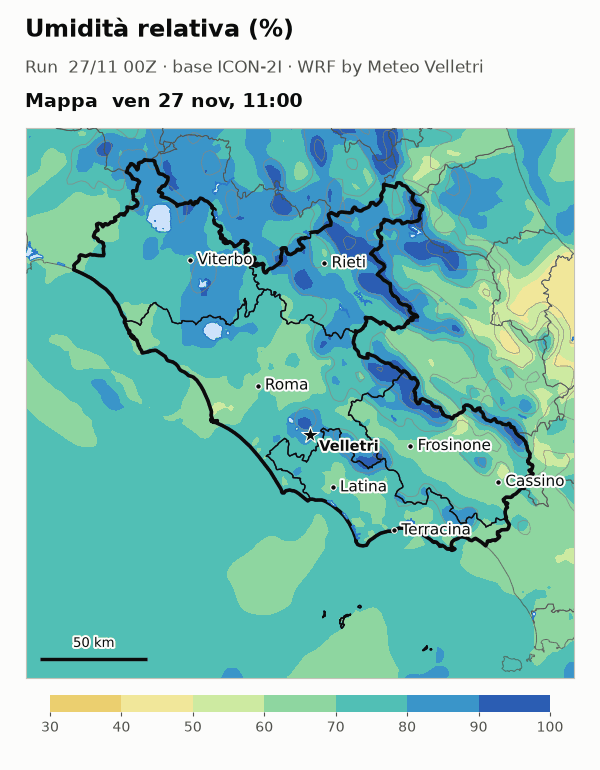 Umidità relativa (%)
Run 27/11 00Z · base ICON-2I · WRF by Meteo Velletri
Mappa ven 27 nov, 11:00
Viterbo
Rieti
Roma
Velletri
Frosinone
Cassino
Latina
Terracina
50 km
30 40 50 60 70 80 90 100